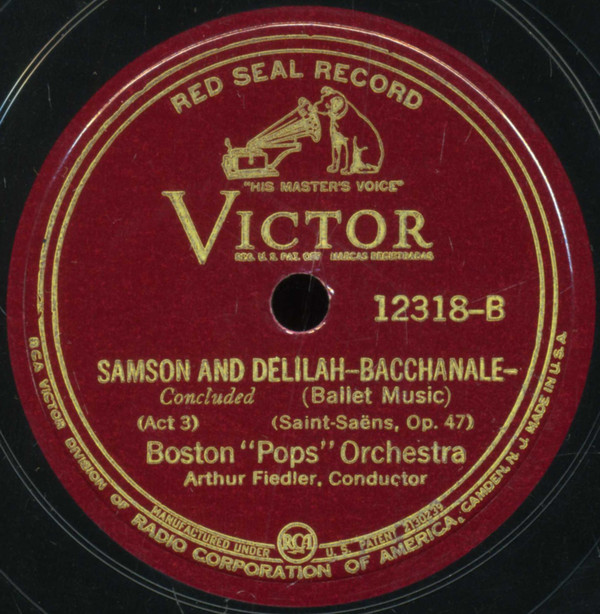 RED SEAL RECORD
"HIS MASTER'S VOICE"
VICTOR
REG. U.S. PAT. OFF. MARCAS REGISTRADAS
12318-B
SAMSON AND DELILAH-BACCHANALE-
Concluded (Ballet Music)
(Act 3) (Saint-Saëns, Op. 47)
Boston "Pops" Orchestra
Arthur Fiedler, Conductor
MANUFACTURED UNDER RCA U.S. PATENT 2130239
RCA VICTOR DIVISION OF RADIO CORPORATION OF AMERICA, CAMDEN, N. J. MADE IN U.S.A.